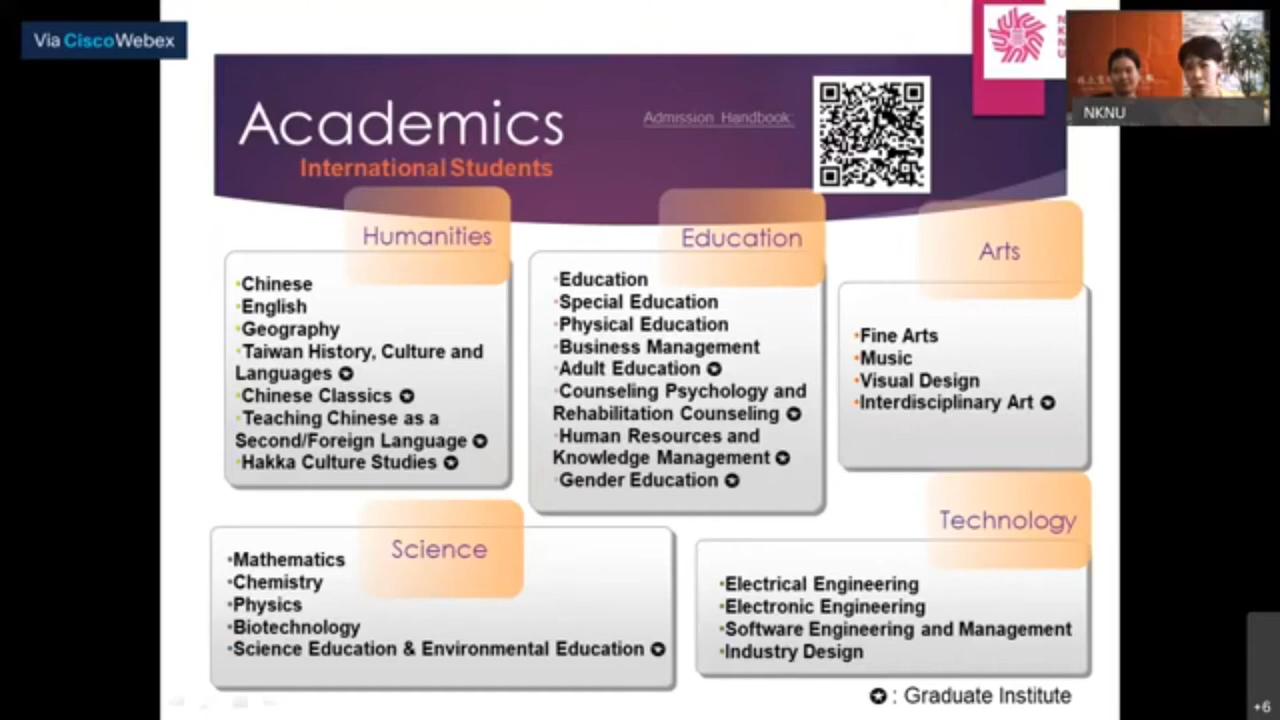 Via Cisco Webex
NKNU
Academics
Admission Handbook:
International Students
NKNU
Humanities
•Chinese
•English
•Geography
•Taiwan History, Culture and
Languages ✪
•Chinese Classics ✪
•Teaching Chinese as a
Second/Foreign Language ✪
•Hakka Culture Studies ✪
Education
•Education
•Special Education
•Physical Education
•Business Management
•Adult Education ✪
•Counseling Psychology and
Rehabilitation Counseling ✪
•Human Resources and
Knowledge Management ✪
•Gender Education ✪
Arts
•Fine Arts
•Music
•Visual Design
•Interdisciplinary Art ✪
Science
•Mathematics
•Chemistry
•Physics
•Biotechnology
•Science Education & Environmental Education ✪
Technology
•Electrical Engineering
•Electronic Engineering
•Software Engineering and Management
•Industry Design
✪ : Graduate Institute
+6